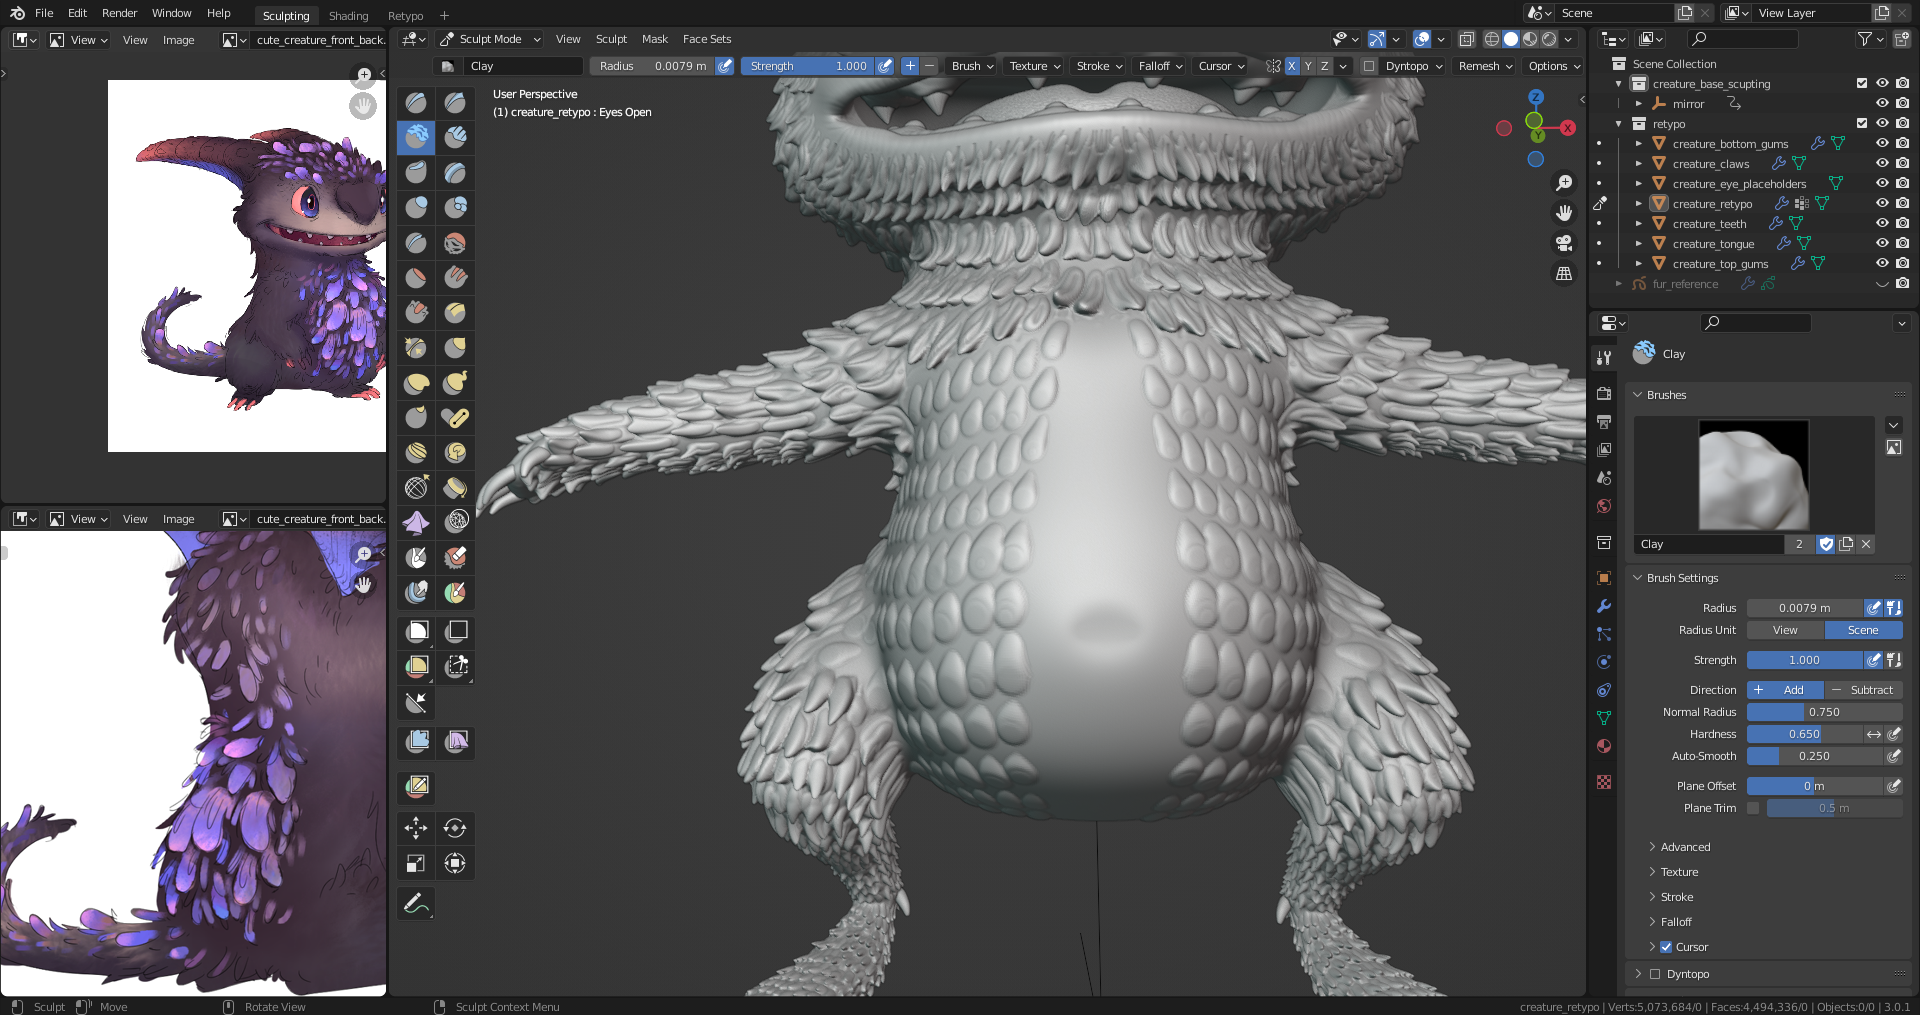 File Edit Render Window Help Sculpting Shading Retypo + Scene View Layer
View View Image cute_creature_front_back.
Sculpt Mode View Sculpt Mask Face Sets
Clay Radius 0.0079 m Strength 1.000 Brush Texture Stroke Falloff Cursor X Y Z Dyntopo Remesh Options
User Perspective
(1) creature_retypo : Eyes Open
Z
X
Y
View View Image cute_creature_front_back.
Scene Collection
creature_base_scupting
mirror
retypo
creature_bottom_gums
creature_claws
creature_eye_placeholders
creature_retypo
creature_teeth
creature_tongue
creature_top_gums
fur_reference
Clay
Brushes
Clay 2
Brush Settings
Radius 0.0079 m
Radius Unit View Scene
Strength 1.000
Direction + Add − Subtract
Normal Radius 0.750
Hardness 0.650
Auto-Smooth 0.250
Plane Offset 0 m
Plane Trim 0.5 m
Advanced
Texture
Stroke
Falloff
Cursor
Dyntopo
Sculpt Move Rotate View Sculpt Context Menu creature_retypo | Verts:5,073,684/0 | Faces:4,494,336/0 | Objects:0/0 | 3.0.1